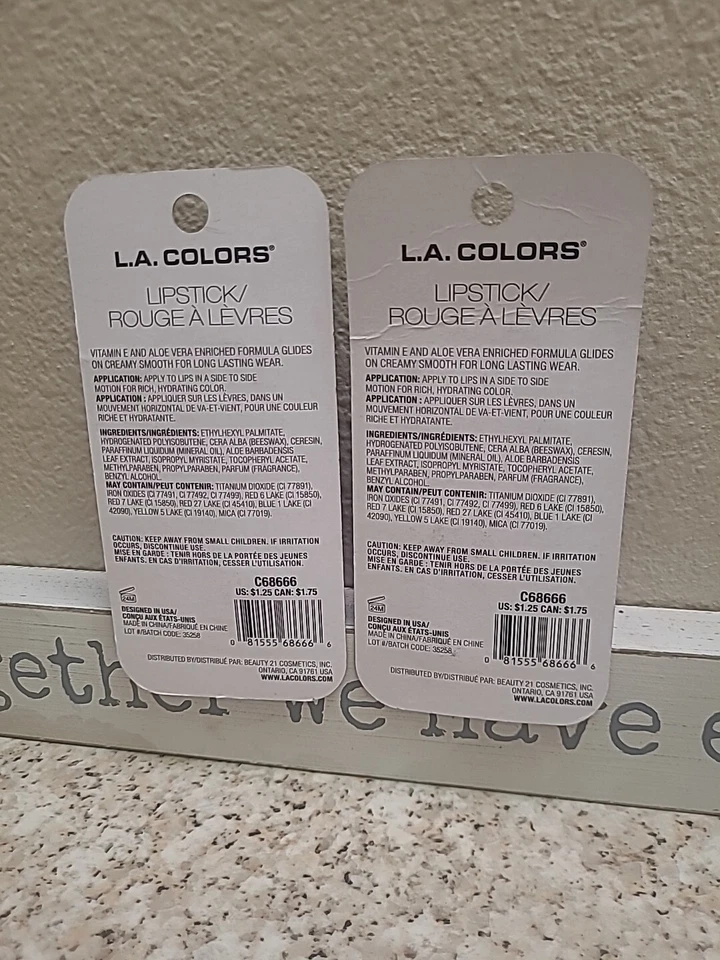 L.A. COLORS®
LIPSTICK/
ROUGE À LÈVRES
VITAMIN E AND ALOE VERA ENRICHED FORMULA GLIDES
ON CREAMY SMOOTH FOR LONG LASTING WEAR.
APPLICATION: APPLY TO LIPS IN A SIDE TO SIDE
MOTION FOR RICH, HYDRATING COLOR.
APPLICATION : APPLIQUER SUR LES LÈVRES, DANS UN
MOUVEMENT HORIZONTAL DE VA-ET-VIENT, POUR UNE COULEUR
RICHE ET HYDRATANTE.
INGREDIENTS/INGRÉDIENTS: ETHYLHEXYL PALMITATE,
HYDROGENATED POLYISOBUTENE, CERA ALBA (BEESWAX), CERESIN,
PARAFFINUM LIQUIDUM (MINERAL OIL), ALOE BARBADENSIS
LEAF EXTRACT, ISOPROPYL MYRISTATE, TOCOPHERYL ACETATE,
METHYLPARABEN, PROPYLPARABEN, PARFUM (FRAGRANCE),
BENZYL ALCOHOL.
MAY CONTAIN/PEUT CONTENIR: TITANIUM DIOXIDE (CI 77891),
IRON OXIDES (CI 77491, CI 77492, CI 77499), RED 6 LAKE (CI 15850),
RED 7 LAKE (CI 15850), RED 27 LAKE (CI 45410), BLUE 1 LAKE (CI
42090), YELLOW 5 LAKE (CI 19140), MICA (CI 77019).
CAUTION: KEEP AWAY FROM SMALL CHILDREN. IF IRRITATION
OCCURS, DISCONTINUE USE.
MISE EN GARDE : TENIR HORS DE LA PORTÉE DES JEUNES
ENFANTS. EN CAS D'IRRITATION, CESSER L'UTILISATION.
C68666
US: $1.25 CAN: $1.75
24M
DESIGNED IN USA/
CONÇU AUX ÉTATS-UNIS
MADE IN CHINA/FABRIQUÉ EN CHINE
LOT #/BATCH CODE: 35258
0 81555 68666 6
DISTRIBUTED BY/DISTRIBUÉ PAR: BEAUTY 21 COSMETICS, INC.
ONTARIO, CA 91761 USA
WWW.LACOLORS.COM
L.A. COLORS®
LIPSTICK/
ROUGE À LÈVRES
VITAMIN E AND ALOE VERA ENRICHED FORMULA GLIDES
ON CREAMY SMOOTH FOR LONG LASTING WEAR.
APPLICATION: APPLY TO LIPS IN A SIDE TO SIDE
MOTION FOR RICH, HYDRATING COLOR.
APPLICATION : APPLIQUER SUR LES LÈVRES, DANS UN
MOUVEMENT HORIZONTAL DE VA-ET-VIENT, POUR UNE COULEUR
RICHE ET HYDRATANTE.
INGREDIENTS/INGRÉDIENTS: ETHYLHEXYL PALMITATE,
HYDROGENATED POLYISOBUTENE, CERA ALBA (BEESWAX), CERESIN,
PARAFFINUM LIQUIDUM (MINERAL OIL), ALOE BARBADENSIS
LEAF EXTRACT, ISOPROPYL MYRISTATE, TOCOPHERYL ACETATE,
METHYLPARABEN, PROPYLPARABEN, PARFUM (FRAGRANCE),
BENZYL ALCOHOL.
MAY CONTAIN/PEUT CONTENIR: TITANIUM DIOXIDE (CI 77891),
IRON OXIDES (CI 77491, CI 77492, CI 77499), RED 6 LAKE (CI 15850),
RED 7 LAKE (CI 15850), RED 27 LAKE (CI 45410), BLUE 1 LAKE (CI
42090), YELLOW 5 LAKE (CI 19140), MICA (CI 77019).
CAUTION: KEEP AWAY FROM SMALL CHILDREN. IF IRRITATION
OCCURS, DISCONTINUE USE.
MISE EN GARDE : TENIR HORS DE LA PORTÉE DES JEUNES
ENFANTS. EN CAS D'IRRITATION, CESSER L'UTILISATION.
C68666
US: $1.25 CAN: $1.75
24M
DESIGNED IN USA/
CONÇU AUX ÉTATS-UNIS
MADE IN CHINA/FABRIQUÉ EN CHINE
LOT #/BATCH CODE: 35258
0 81555 68666 6
DISTRIBUTED BY/DISTRIBUÉ PAR: BEAUTY 21 COSMETICS, INC.
ONTARIO, CA 91761 USA
WWW.LACOLORS.COM
gether we have e